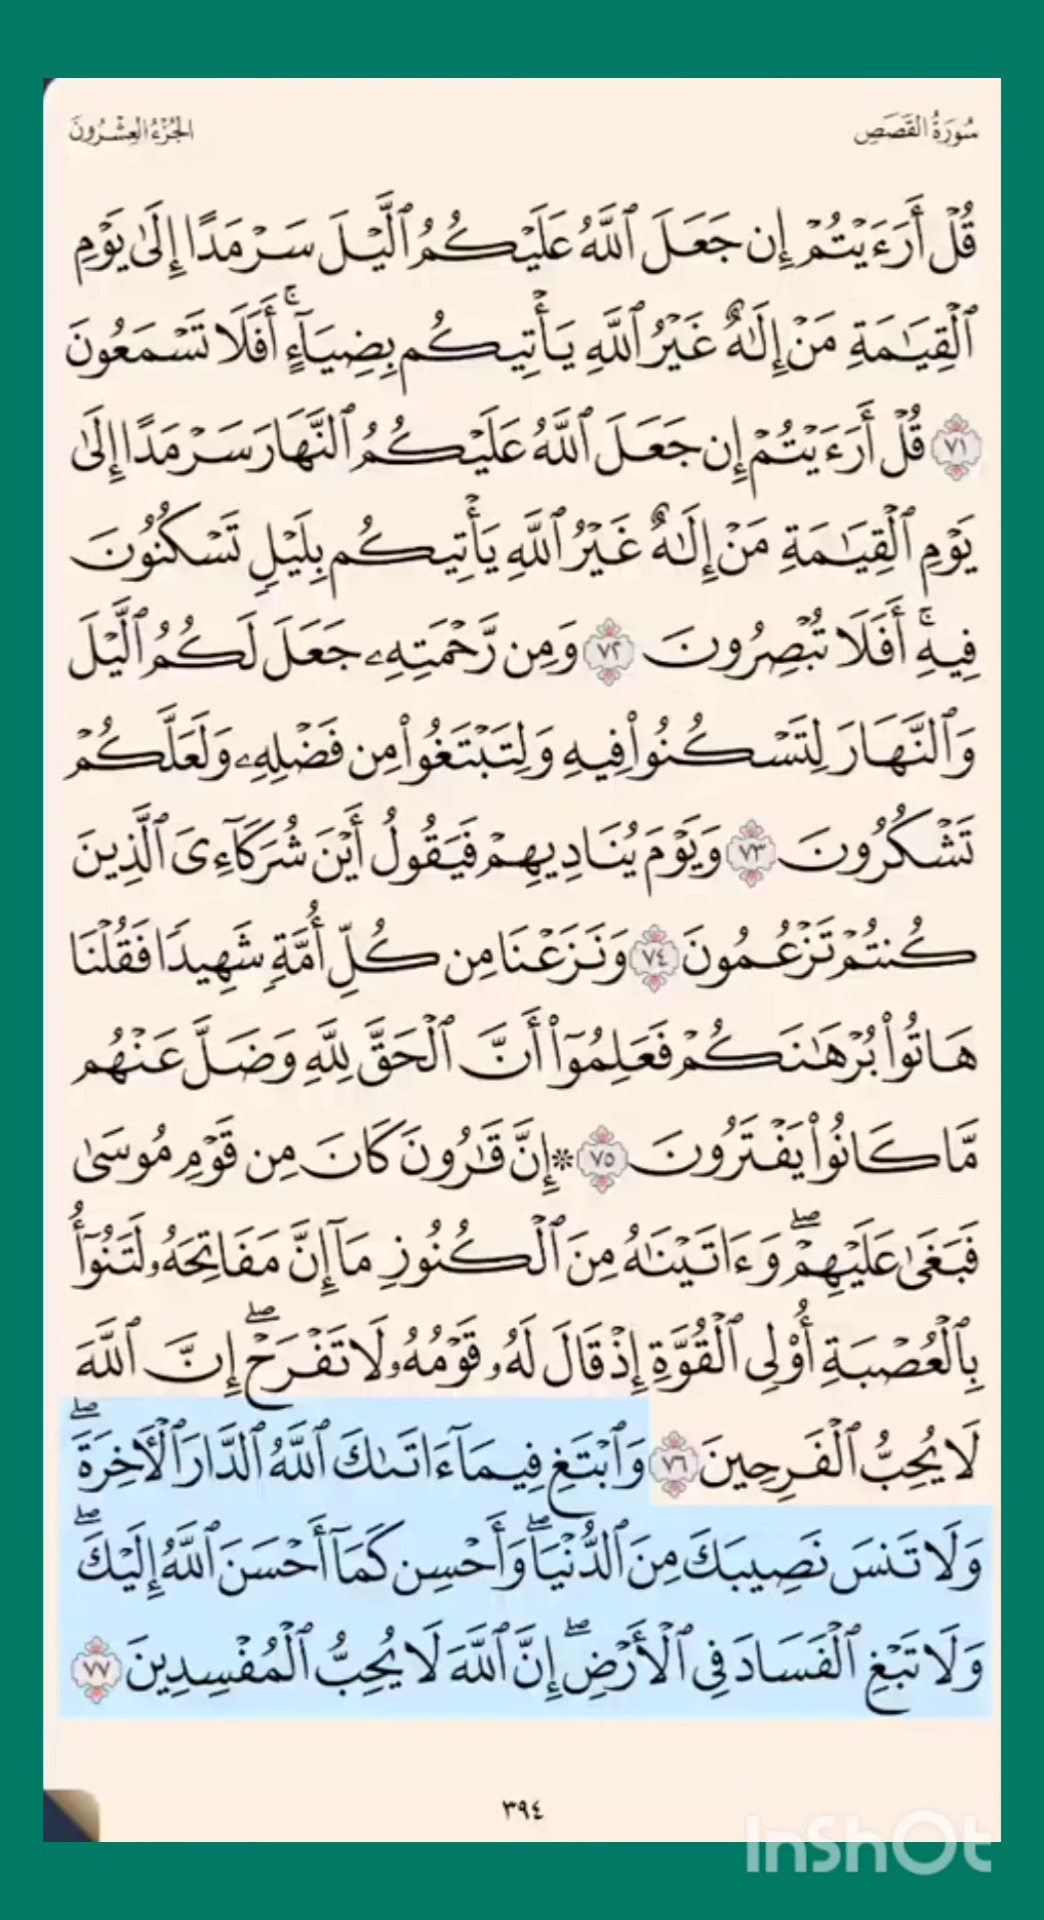 سُورَةُ القَصَصِ
الجُزْءُ العِشْرُونَ
قُلْ أَرَءَيْتُمْ إِن جَعَلَ ٱللَّهُ عَلَيْكُمُ ٱلَّيْلَ سَرْمَدًا إِلَىٰ يَوْمِ
ٱلْقِيَـٰمَةِ مَنْ إِلَـٰهٌ غَيْرُ ٱللَّهِ يَأْتِيكُم بِضِيَآءٍ ۚ أَفَلَا تَسْمَعُونَ
٧١ قُلْ أَرَءَيْتُمْ إِن جَعَلَ ٱللَّهُ عَلَيْكُمُ ٱلنَّهَارَ سَرْمَدًا إِلَىٰ
يَوْمِ ٱلْقِيَـٰمَةِ مَنْ إِلَـٰهٌ غَيْرُ ٱللَّهِ يَأْتِيكُم بِلَيْلٍ تَسْكُنُونَ
فِيهِ ۚ أَفَلَا تُبْصِرُونَ ٧٢ وَمِن رَّحْمَتِهِۦ جَعَلَ لَكُمُ ٱلَّيْلَ
وَٱلنَّهَارَ لِتَسْكُنُوا۟ فِيهِ وَلِتَبْتَغُوا۟ مِن فَضْلِهِۦ وَلَعَلَّكُمْ
تَشْكُرُونَ ٧٣ وَيَوْمَ يُنَادِيهِمْ فَيَقُولُ أَيْنَ شُرَكَآءِىَ ٱلَّذِينَ
كُنتُمْ تَزْعُمُونَ ٧٤ وَنَزَعْنَا مِن كُلِّ أُمَّةٍ شَهِيدًا فَقُلْنَا
هَاتُوا۟ بُرْهَـٰنَكُمْ فَعَلِمُوٓا۟ أَنَّ ٱلْحَقَّ لِلَّهِ وَضَلَّ عَنْهُم
مَّا كَانُوا۟ يَفْتَرُونَ ٧٥ ۞ إِنَّ قَـٰرُونَ كَانَ مِن قَوْمِ مُوسَىٰ
فَبَغَىٰ عَلَيْهِمْ ۖ وَءَاتَيْنَـٰهُ مِنَ ٱلْكُنُوزِ مَآ إِنَّ مَفَاتِحَهُۥ لَتَنُوٓأُ
بِٱلْعُصْبَةِ أُو۟لِى ٱلْقُوَّةِ إِذْ قَالَ لَهُۥ قَوْمُهُۥ لَا تَفْرَحْ ۖ إِنَّ ٱللَّهَ
لَا يُحِبُّ ٱلْفَرِحِينَ ٧٦ وَٱبْتَغِ فِيمَآ ءَاتَىٰكَ ٱللَّهُ ٱلدَّارَ ٱلْـَٔاخِرَةَ ۖ
وَلَا تَنسَ نَصِيبَكَ مِنَ ٱلدُّنْيَا ۖ وَأَحْسِن كَمَآ أَحْسَنَ ٱللَّهُ إِلَيْكَ ۖ
وَلَا تَبْغِ ٱلْفَسَادَ فِى ٱلْأَرْضِ ۖ إِنَّ ٱللَّهَ لَا يُحِبُّ ٱلْمُفْسِدِينَ ٧٧
٣٩٤
InShOt